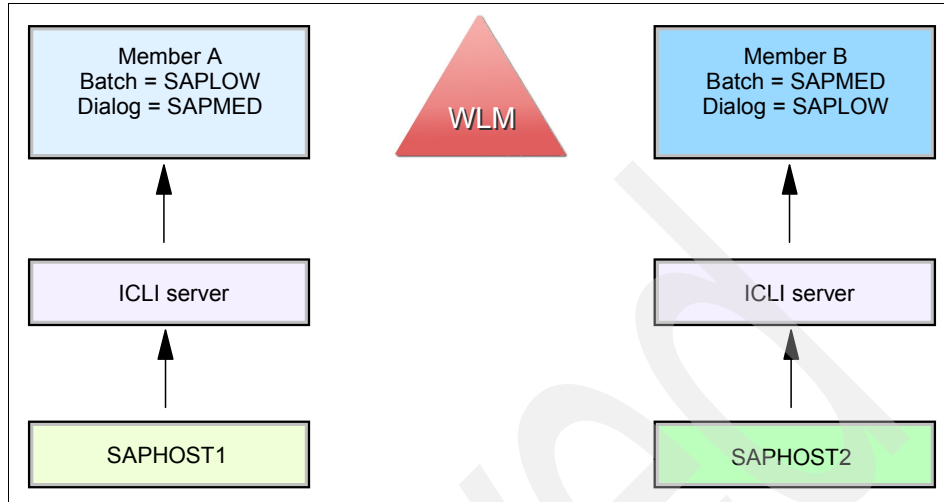 Member A
Batch = SAPLOW
Dialog = SAPMED
WLM
Member B
Batch = SAPMED
Dialog = SAPLOW
ICLI server
ICLI server
SAPHOST1
SAPHOST2